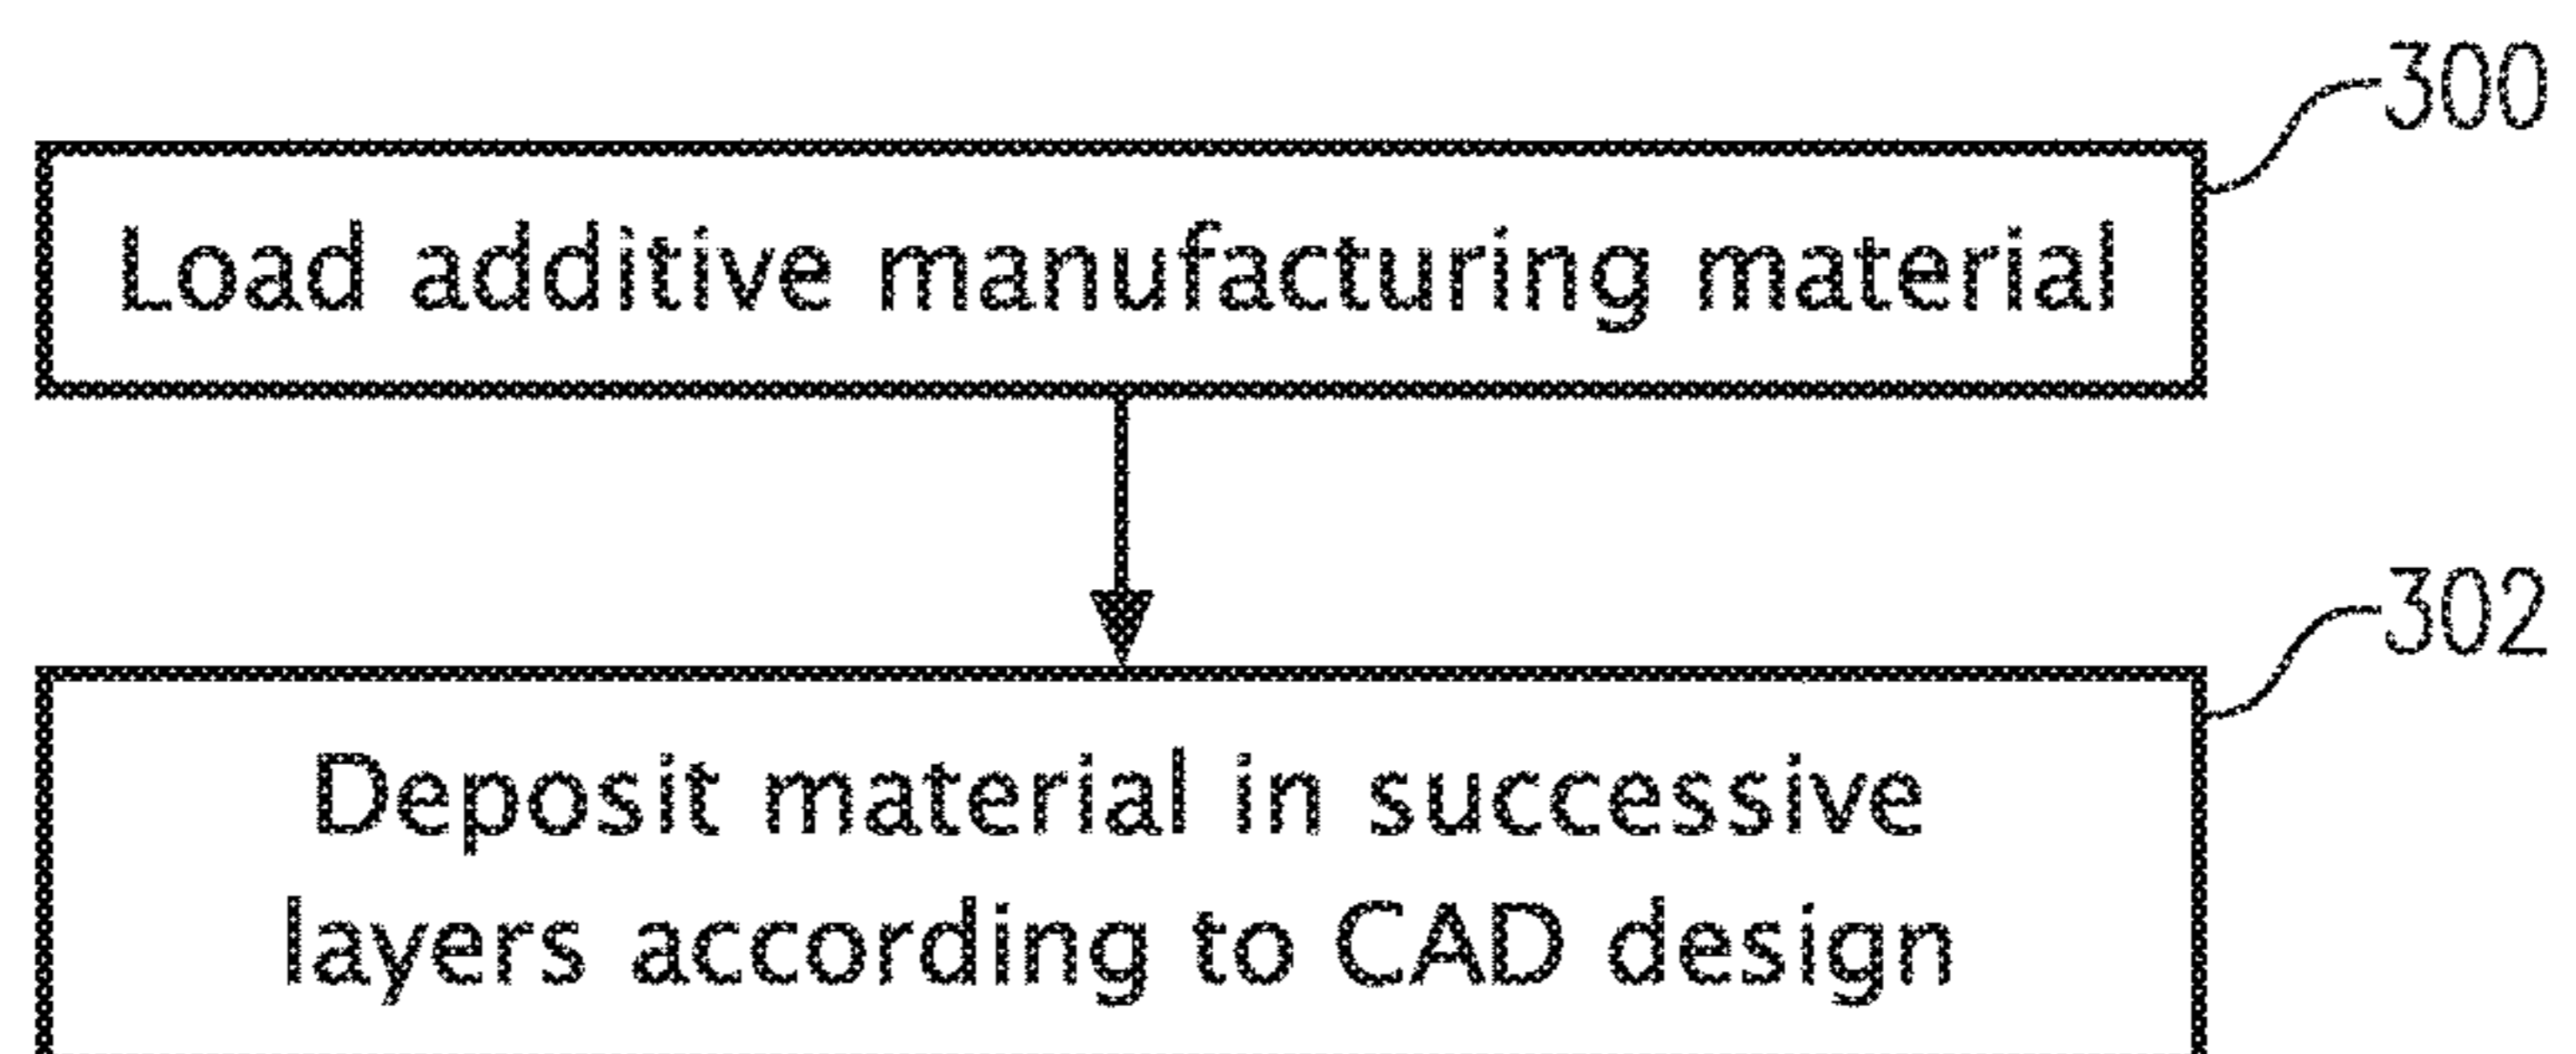 300
Load additive manufacturing material
302
Deposit material in successive
layers according to CAD design